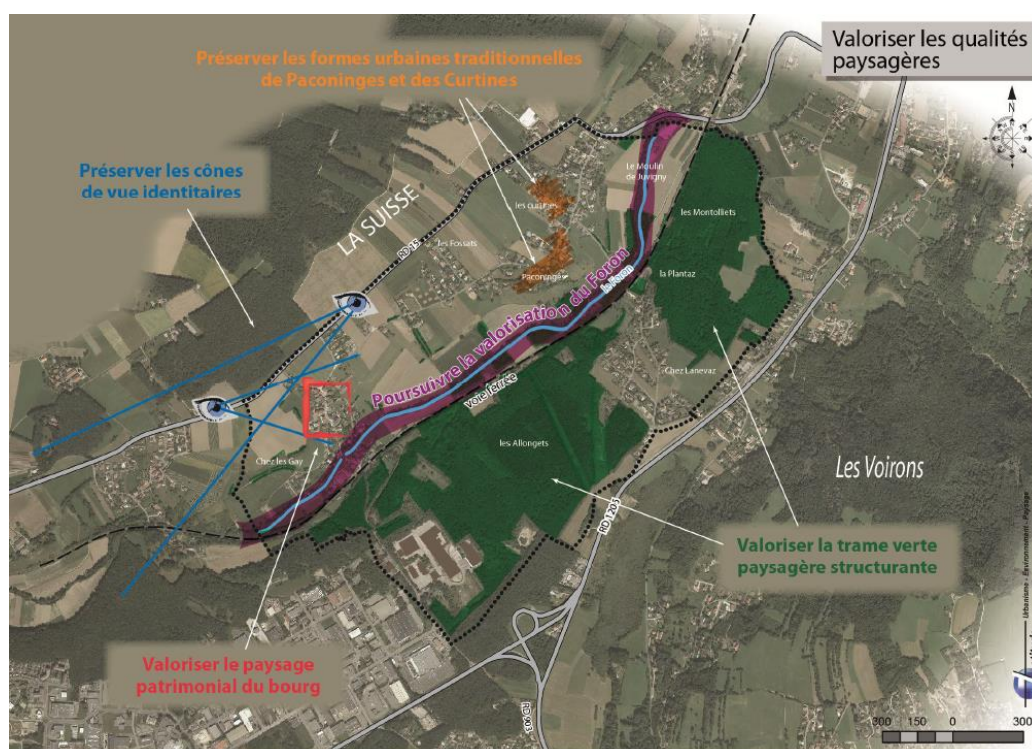 Valoriser les qualités
paysagères
Préserver les formes urbaines traditionnelles
de Paconinges et des Curtines
N
Préserver les cônes
de vue identitaires
LA SUISSE
RD 15
Le Moulin
de Juvigny
les curtines
les Montolliets
les Fossats
Paconinges
la Plantaz
le Foron
Poursuivre la valorisation du Foron
voie ferrée
Chez Lanevaz
les Allongets
Chez les Gay
Les Voirons
RD 1205
Valoriser la trame verte
paysagère structurante
Valoriser le paysage
patrimonial du bourg
RD 903
300 150 0 300